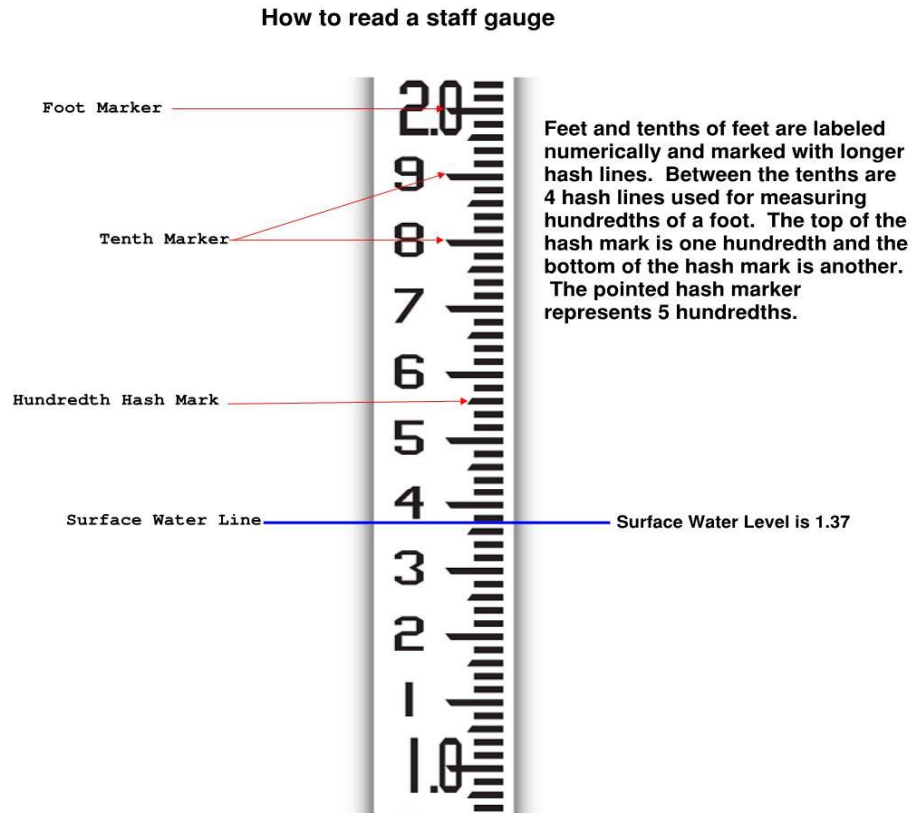 How to read a staff gauge
2.0
Foot Marker
Feet and tenths of feet are labeled
numerically and marked with longer
hash lines. Between the tenths are
4 hash lines used for measuring
hundredths of a foot. The top of the
hash mark is one hundredth and the
bottom of the hash mark is another.
The pointed hash marker
represents 5 hundredths.
9
Tenth Marker
8
7
6
Hundredth Hash Mark
5
4
Surface Water Line
Surface Water Level is 1.37
3
2
1
1.0